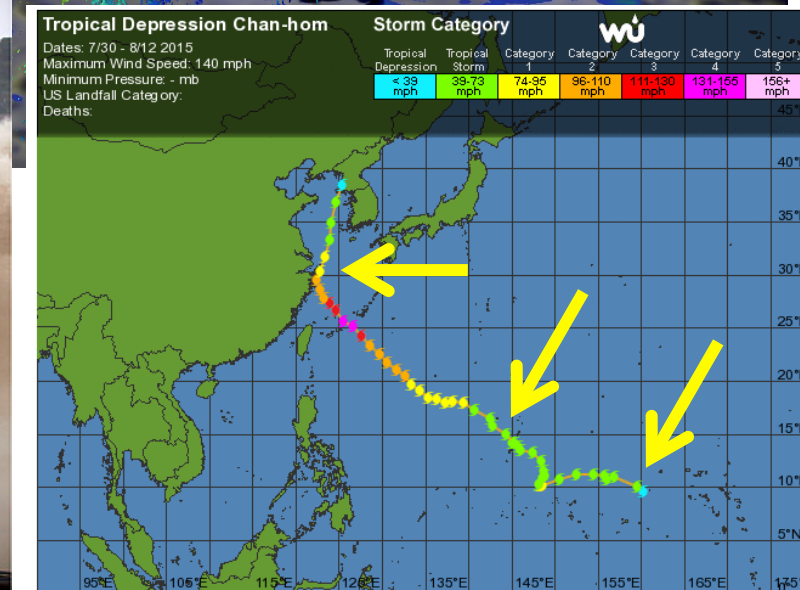 Tropical Depression Chan-hom
Dates: 7/30 - 8/12 2015
Maximum Wind Speed: 140 mph
Minimum Pressure: - mb
US Landfall Category:
Deaths:
Storm Category
wu
Tropical Depression
< 39 mph
Tropical Storm
39-73 mph
Category 1
74-95 mph
Category 2
96-110 mph
Category 3
111-130 mph
Category 4
131-155 mph
Category 5
156+ mph
45°
40°
35°
30°
25°
20°
15°
10°
5°N
95°E 105°E 115°E 125°E 135°E 145°E 155°E 165°E 175°